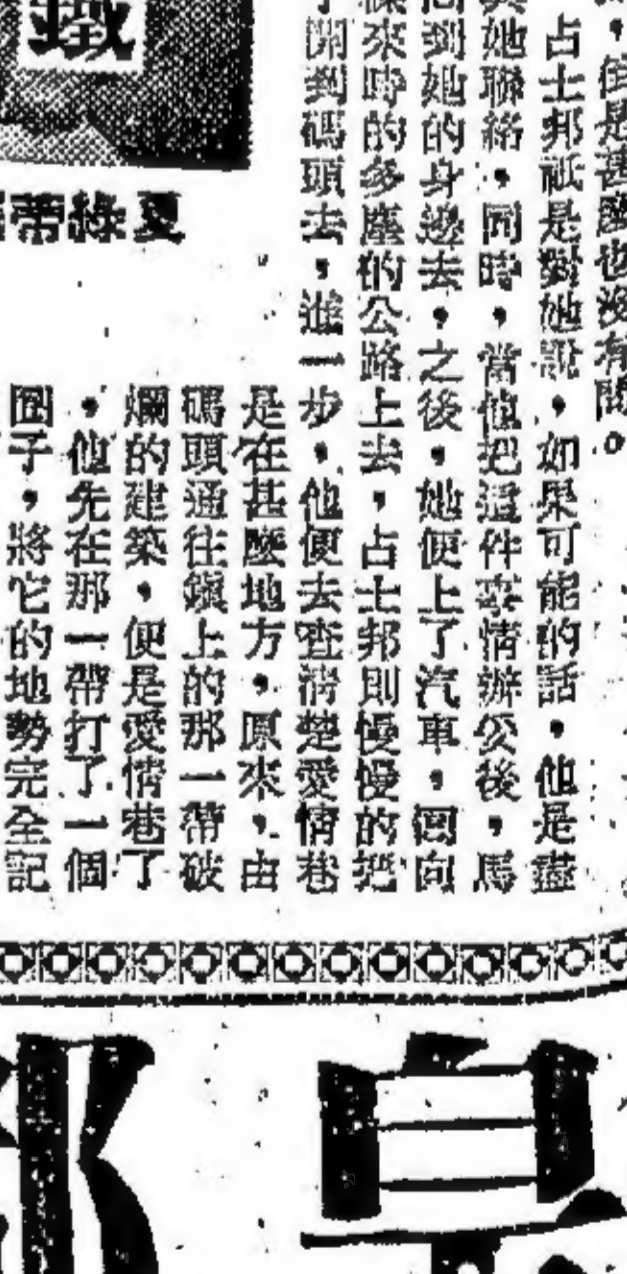 ，倒是甚麼也沒有問。
占士邦祇是對她說，如果可能的話，他是盡
與她聯絡，同時，當他把這件事情辦妥後，馬
回到她的身邊去，之後，她便上了汽車，囘向
來時的多塵的公路上去，占士邦則慢慢的把
開到碼頭去，進一步，他便去查清楚愛情巷
是在甚麼地方，原來，由
碼頭通往鎭上的那一帶破
爛的建築，便是愛情巷了
，他先在那一帶打了一個
圈子，將它的地勢完全記
鐵
蒂綠夏